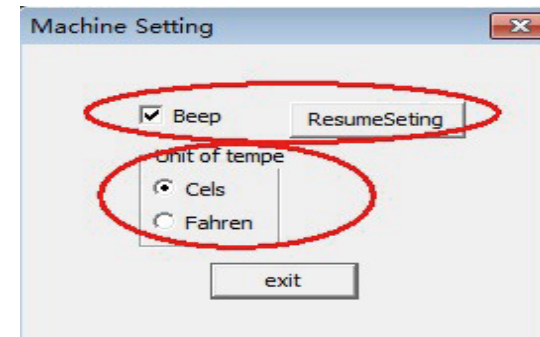 Machine Setting
Beep
ResumeSeting
Unit of tempe
Cels
Fahren
exit